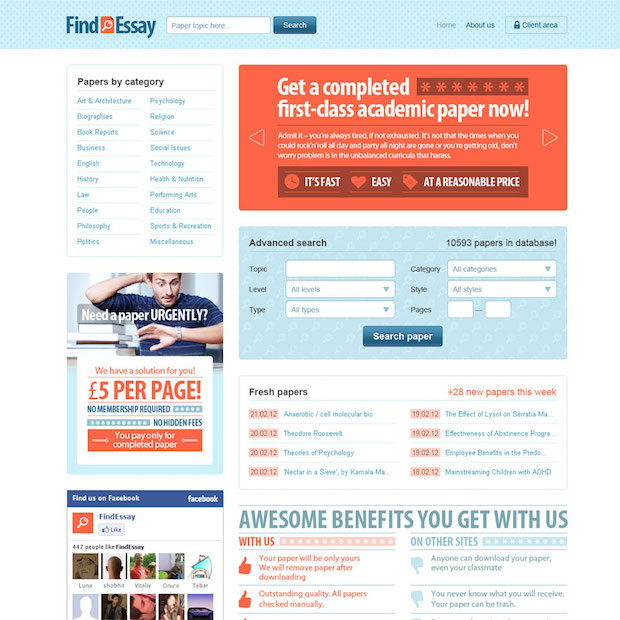 FindEssay
Paper topic here...
Search
Home
About us
Client area
Papers by category
Art & Architecture
Psychology
Biographies
Religion
Book Reports
Science
Business
Social Issues
English
Technology
History
Health & Nutrition
Law
Performing Arts
People
Education
Philosophy
Sports & Recreation
Politics
Miscellaneous
Get a completed *******
first-class academic paper now!
Admit it – you're always tired, if not exhausted. It's not that the times when you
could rock'n'roll all day and party all night are gone or you're getting old, don't
worry problem is in the unbalanced curricula that harass.
IT'S FAST
EASY
AT A REASONABLE PRICE
Advanced search
10593 papers in database!
Topic
Category
All categories
Level
All levels
Style
All styles
Type
All types
Pages
—
Search paper
Need a paper URGENTLY?
We have a solution for you!
£5 PER PAGE!
NO MEMBERSHIP REQUIRED
NO HIDDEN FEES
You pay only for
completed paper
Fresh papers
+28 new papers this week
21.02.12
Anaerobic / cell molecular bio
19.02.12
The Effect of Lysol on Serratia Ma...
20.02.12
Theodore Roosevelt
19.02.12
Effectiveness of Abstinence Progra...
20.02.12
Theories of Psychology
19.02.12
Employee Benefits in the Predo...
20.02.12
'Nectar in a Sieve', by Kamala Ma...
18.02.12
Mainstreaming Children with ADHD
Find us on Facebook
facebook
FindEssay
Like
447 people like FindEssay
Luna
shobhit
Vitaliy
Onura
Tabar
AWESOME BENEFITS YOU GET WITH US
WITH US
ON OTHER SITES
Your paper will be only yours
We will remove paper after
downloading
Anyone can download your paper,
even your classmate
Outstanding quality. All papers
checked manually.
You never know what you will receive.
Your paper can be trash.